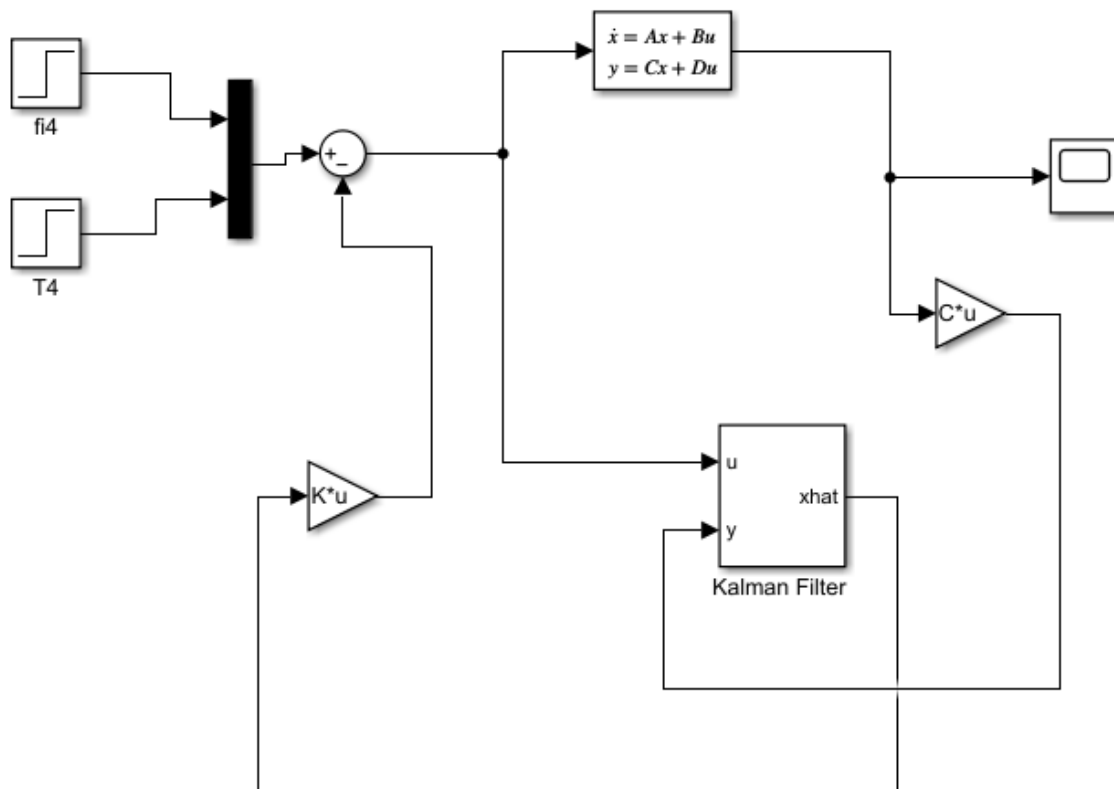 fi4
T4
+
_
ẋ = Ax + Bu
y = Cx + Du
C*u
K*u
u
y
xhat
Kalman Filter